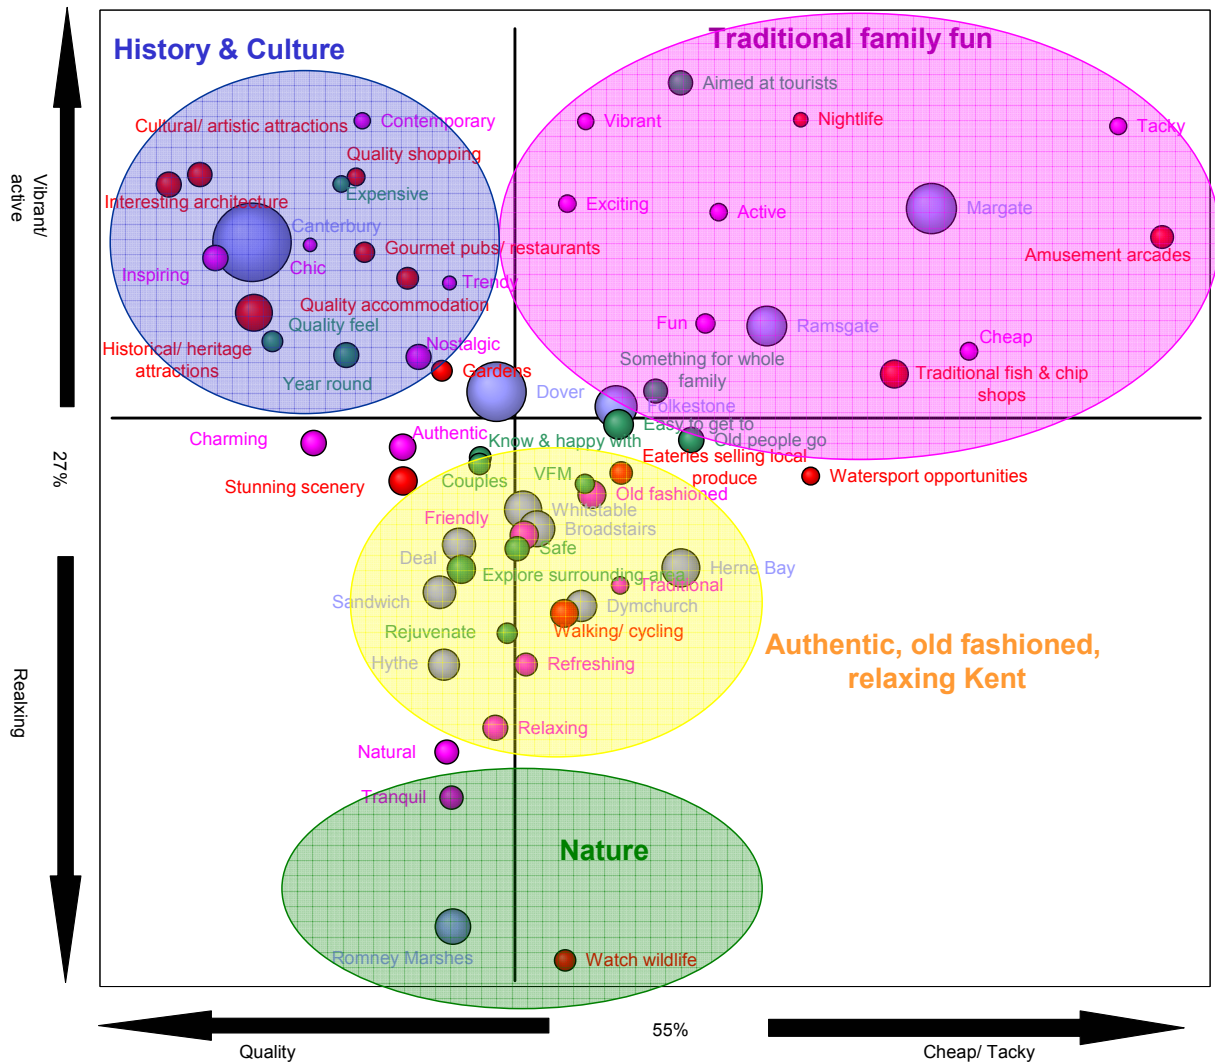 History & Culture
Traditional family fun
Aimed at tourists
Cultural/ artistic attractions
Contemporary
Vibrant
Nightlife
Tacky
Quality shopping
Expensive
Interesting architecture
Exciting
Active
Margate
Canterbury
Gourmet pubs/ restaurants
Amusement arcades
Inspiring
Chic
Trendy
Quality accommodation
Quality feel
Fun
Ramsgate
Historical/ heritage
attractions
Nostalgic
Cheap
Something for whole
family
Year round
Gardens
Traditional fish & chip
shops
Dover
Folkestone
Easy to get to
Charming
Authentic
Know & happy with
Old people go
Eateries selling local
produce
Couples
VFM
Watersport opportunities
Stunning scenery
Old fashioned
Whitstable
Friendly
Broadstairs
Safe
Deal
Explore surrounding area
Herne Bay
Traditional
Sandwich
Dymchurch
Rejuvenate
Walking/ cycling
Hythe
Refreshing
Authentic, old fashioned,
relaxing Kent
Relaxing
Natural
Tranquil
Nature
Romney Marshes
Watch wildlife
Vibrant/
active
27%
Realxing
Quality
55%
Cheap/ Tacky